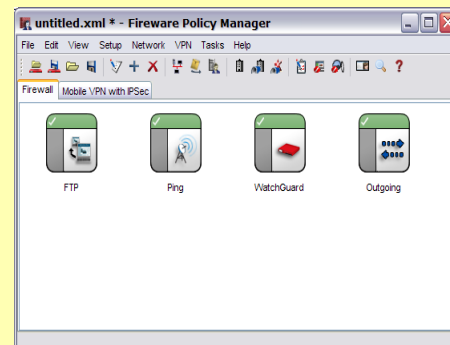 untitled.xml * - Fireware Policy Manager
File Edit View Setup Network VPN Tasks Help
Firewall Mobile VPN with IPSec
FTP Ping WatchGuard Outgoing